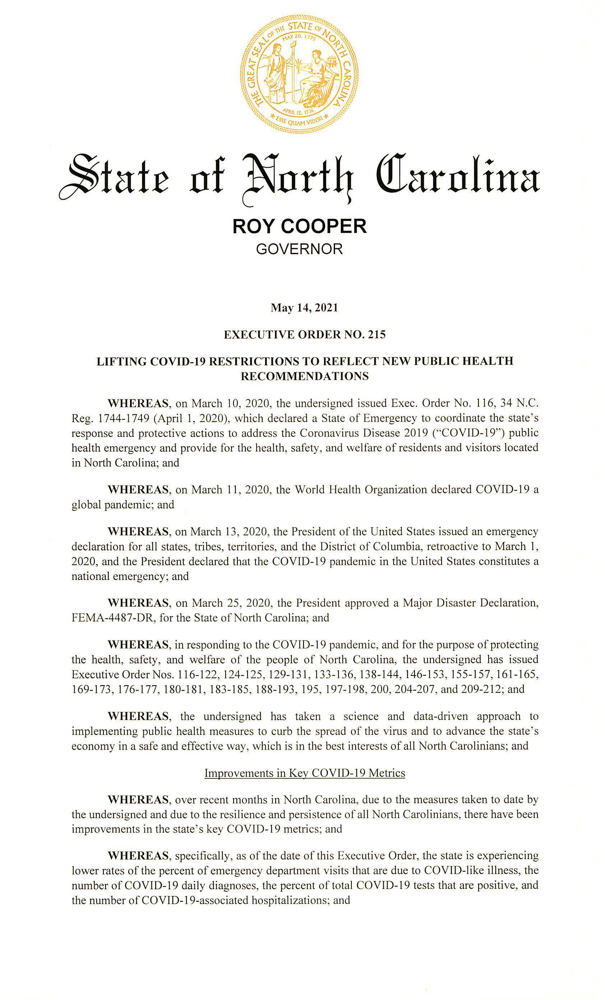 THE GREAT SEAL OF THE STATE OF NORTH CAROLINA
MAY 20, 1775
APRIL 12, 1776
★ ESSE QUAM VIDERI ★
State of North Carolina
ROY COOPER
GOVERNOR
May 14, 2021
EXECUTIVE ORDER NO. 215
LIFTING COVID-19 RESTRICTIONS TO REFLECT NEW PUBLIC HEALTH
RECOMMENDATIONS
WHEREAS, on March 10, 2020, the undersigned issued Exec. Order No. 116, 34 N.C.
Reg. 1744-1749 (April 1, 2020), which declared a State of Emergency to coordinate the state's
response and protective actions to address the Coronavirus Disease 2019 (“COVID-19”) public
health emergency and provide for the health, safety, and welfare of residents and visitors located
in North Carolina; and
WHEREAS, on March 11, 2020, the World Health Organization declared COVID-19 a
global pandemic; and
WHEREAS, on March 13, 2020, the President of the United States issued an emergency
declaration for all states, tribes, territories, and the District of Columbia, retroactive to March 1,
2020, and the President declared that the COVID-19 pandemic in the United States constitutes a
national emergency; and
WHEREAS, on March 25, 2020, the President approved a Major Disaster Declaration,
FEMA-4487-DR, for the State of North Carolina; and
WHEREAS, in responding to the COVID-19 pandemic, and for the purpose of protecting
the health, safety, and welfare of the people of North Carolina, the undersigned has issued
Executive Order Nos. 116-122, 124-125, 129-131, 133-136, 138-144, 146-153, 155-157, 161-165,
169-173, 176-177, 180-181, 183-185, 188-193, 195, 197-198, 200, 204-207, and 209-212; and
WHEREAS, the undersigned has taken a science and data-driven approach to
implementing public health measures to curb the spread of the virus and to advance the state's
economy in a safe and effective way, which is in the best interests of all North Carolinians; and
Improvements in Key COVID-19 Metrics
WHEREAS, over recent months in North Carolina, due to the measures taken to date by
the undersigned and due to the resilience and persistence of all North Carolinians, there have been
improvements in the state's key COVID-19 metrics; and
WHEREAS, specifically, as of the date of this Executive Order, the state is experiencing
lower rates of the percent of emergency department visits that are due to COVID-like illness, the
number of COVID-19 daily diagnoses, the percent of total COVID-19 tests that are positive, and
the number of COVID-19-associated hospitalizations; and